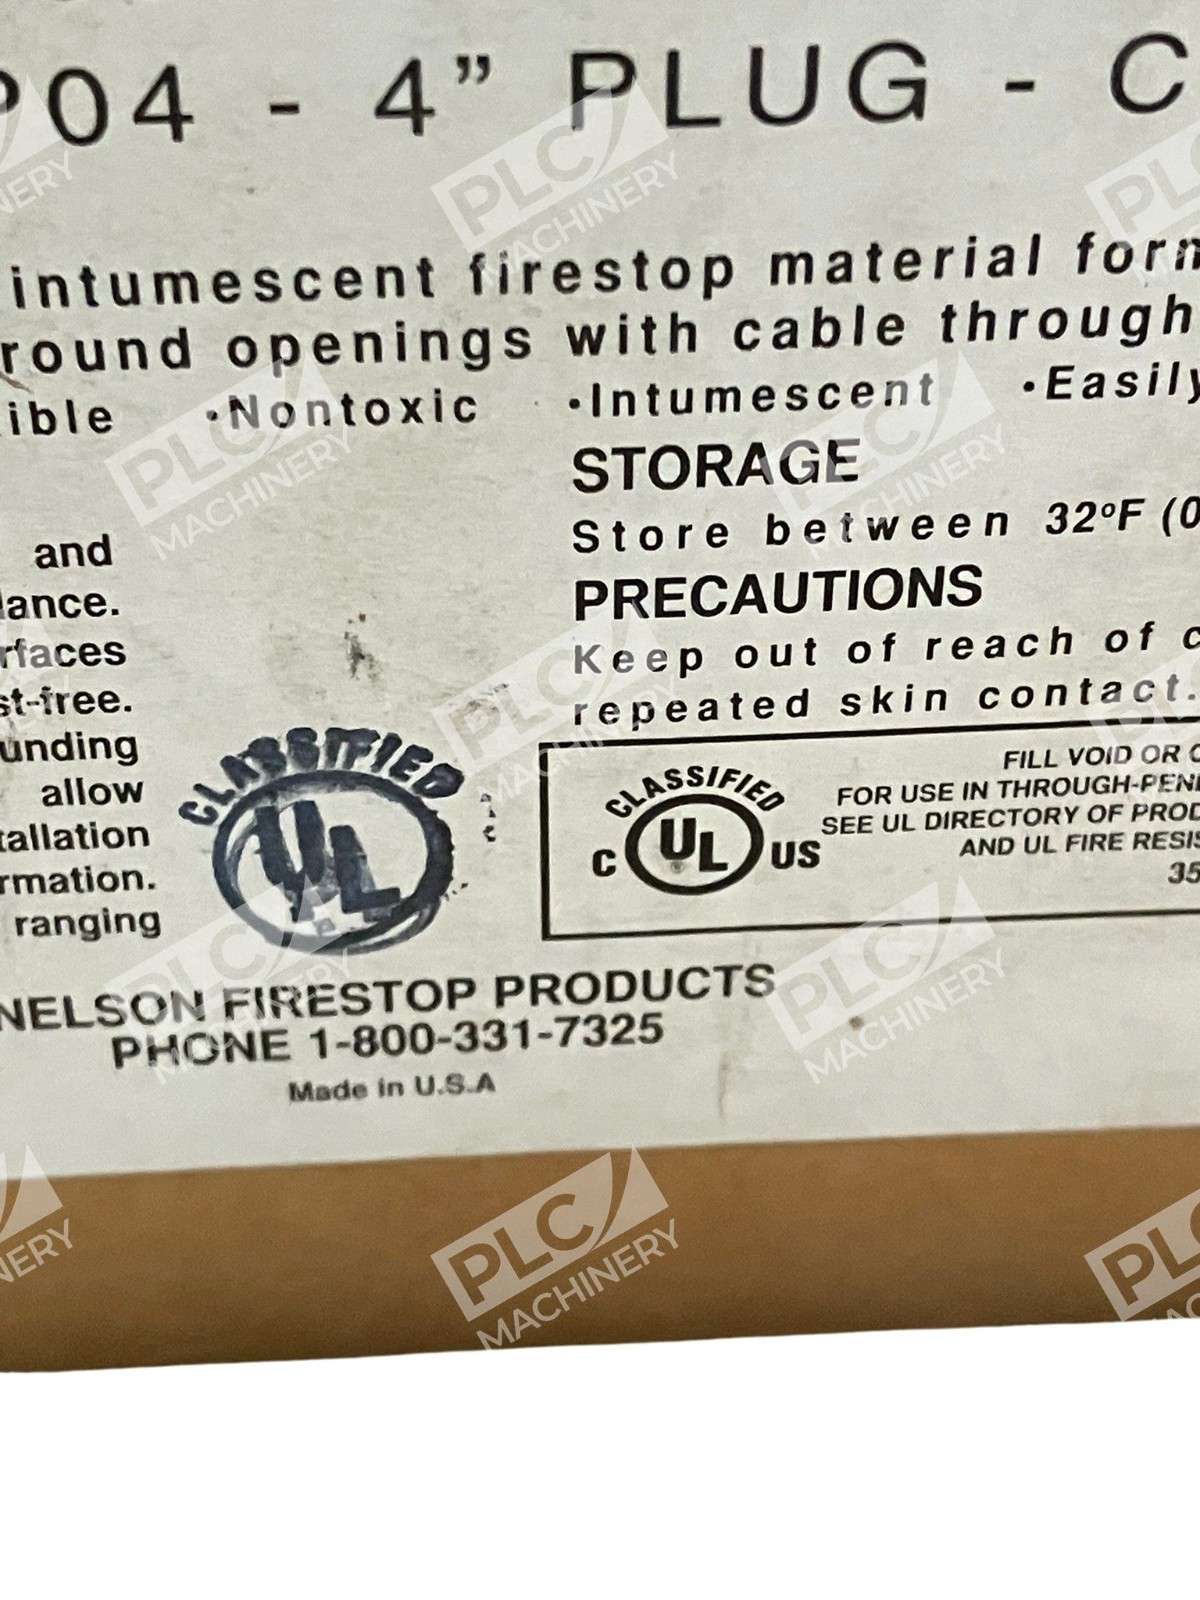 P04 - 4” PLUG - C
intumescent firestop material form
round openings with cable through
ible •Nontoxic •Intumescent •Easily
and
lance.
rfaces
st-free.
unding
allow
tallation
rmation.
ranging
STORAGE
Store between 32ºF (0
PRECAUTIONS
Keep out of reach of c
repeated skin contact.
CLASSIFIED
UL
CLASSIFIED
C UL US
FILL VOID OR C
FOR USE IN THROUGH-PENE
SEE UL DIRECTORY OF PROD
AND UL FIRE RESIS
35
NELSON FIRESTOP PRODUCTS
PHONE 1-800-331-7325
Made in U.S.A
PLC MACHINERY